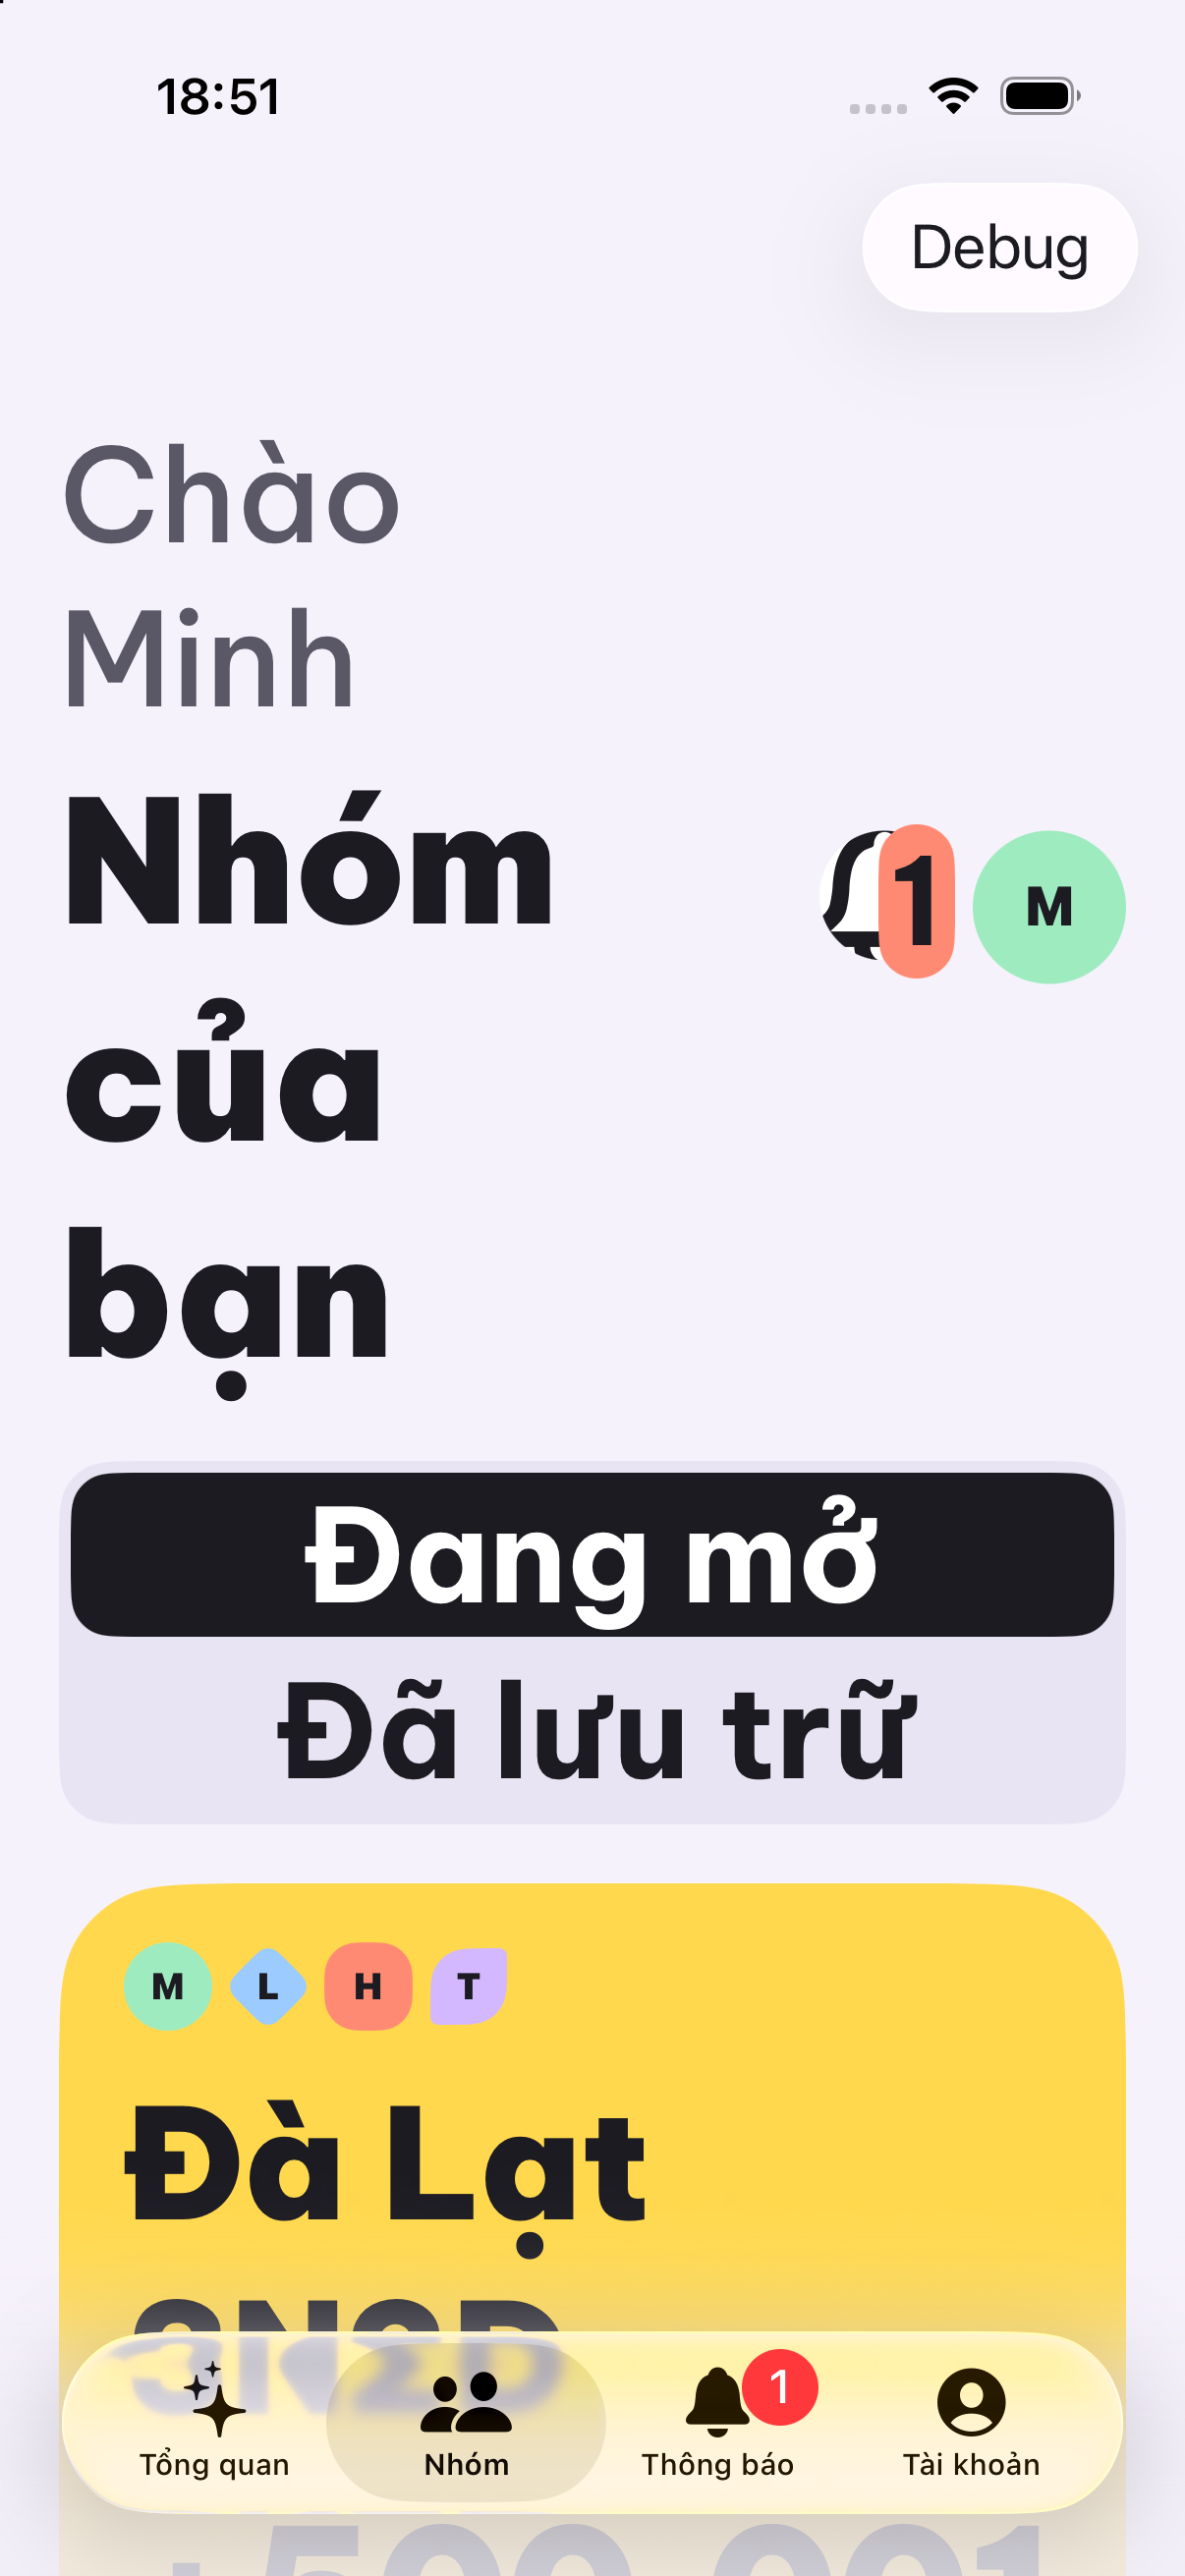 18:51
Debug
Chào
Minh
Nhóm
của
bạn
1
M
Đang mở
Đã lưu trữ
M L H T
Đà Lạt
3N2Đ
1
Tổng quan
Nhóm
Thông báo
Tài khoản